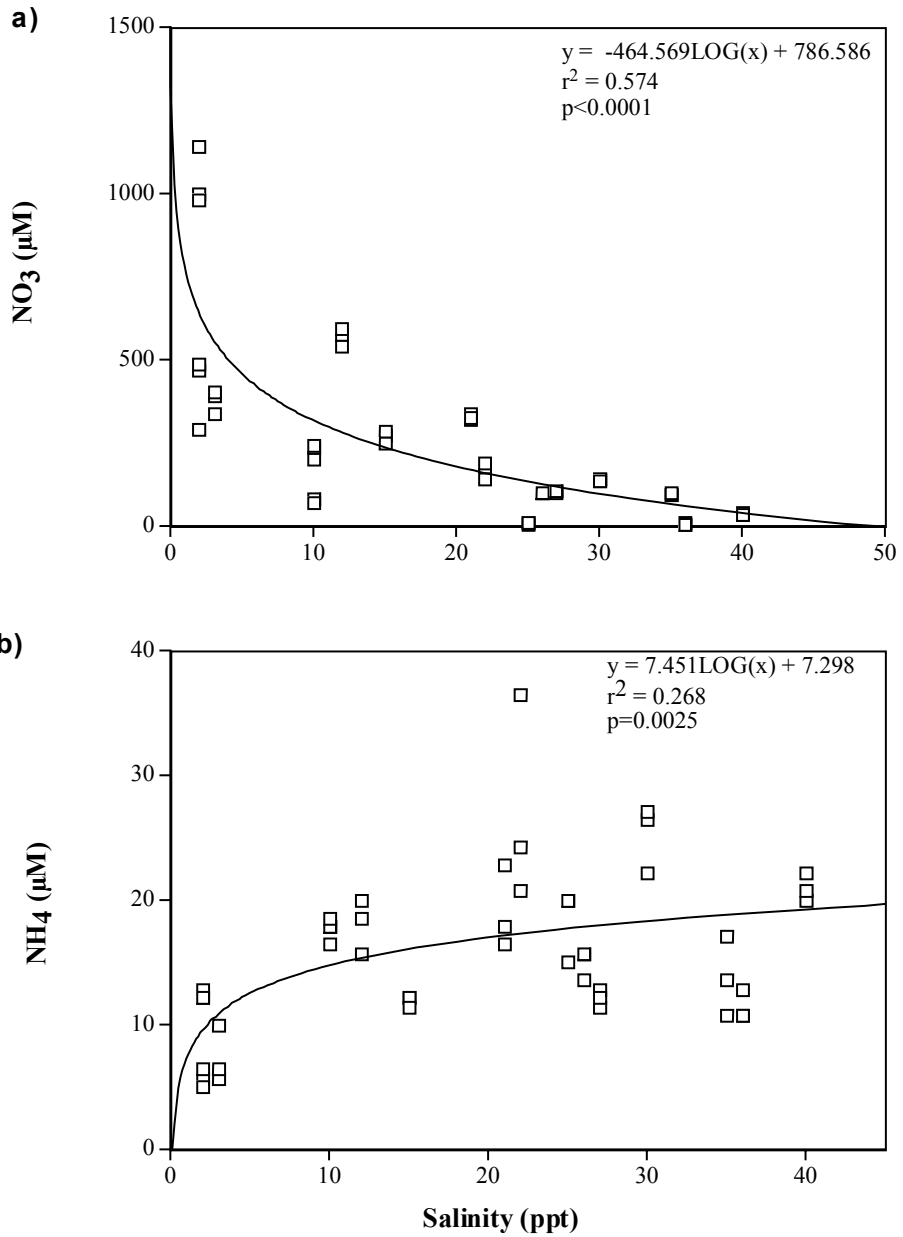 a)
1500
1000
500
0
NO3 (µM)
y = -464.569LOG(x) + 786.586
r2 = 0.574
p<0.0001
0 10 20 30 40 50
b)
40
30
20
10
0
NH4 (µM)
y = 7.451LOG(x) + 7.298
r2 = 0.268
p=0.0025
0 10 20 30 40
Salinity (ppt)